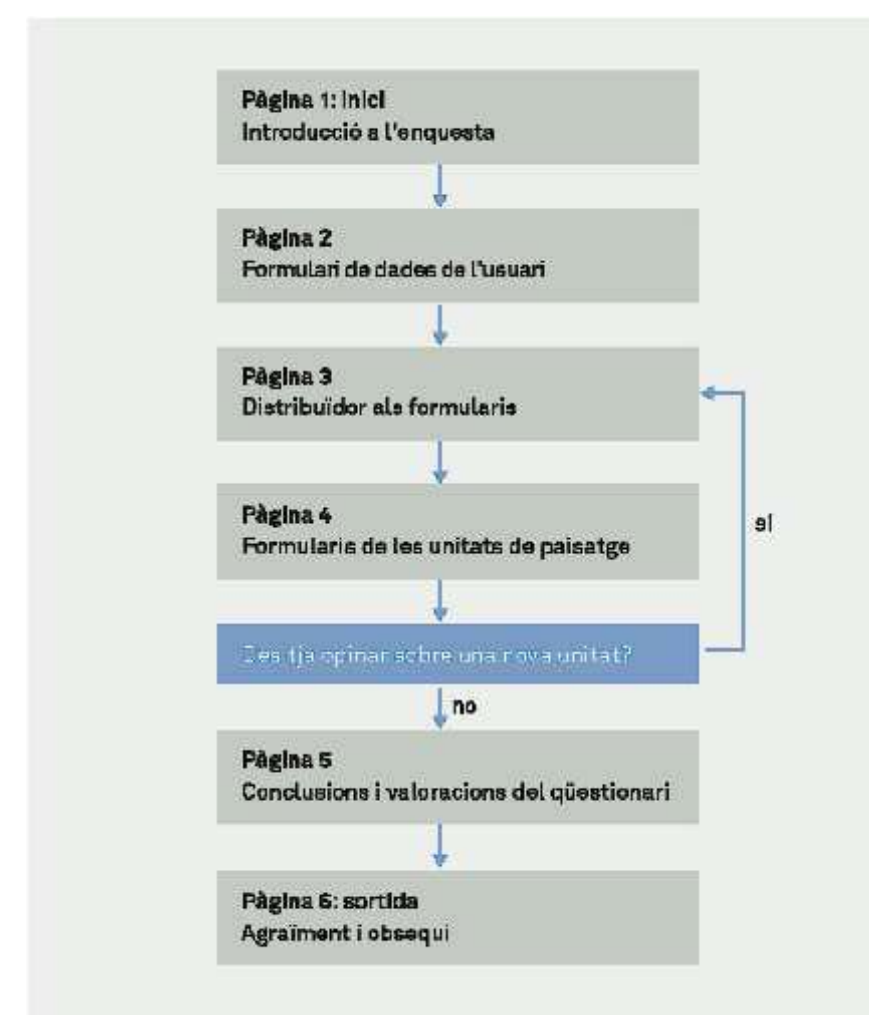 Pàgina 1: inici
Introducció a l'enquesta
Pàgina 2
Formulari de dades de l'usuari
Pàgina 3
Distribuïdor als formularis
Pàgina 4
Formularis de les unitats de paisatge
sí
Desitja opinar sobre una nova unitat?
no
Pàgina 5
Conclusions i valoracions del qüestionari
Pàgina 6: sortida
Agraïment i obsequi